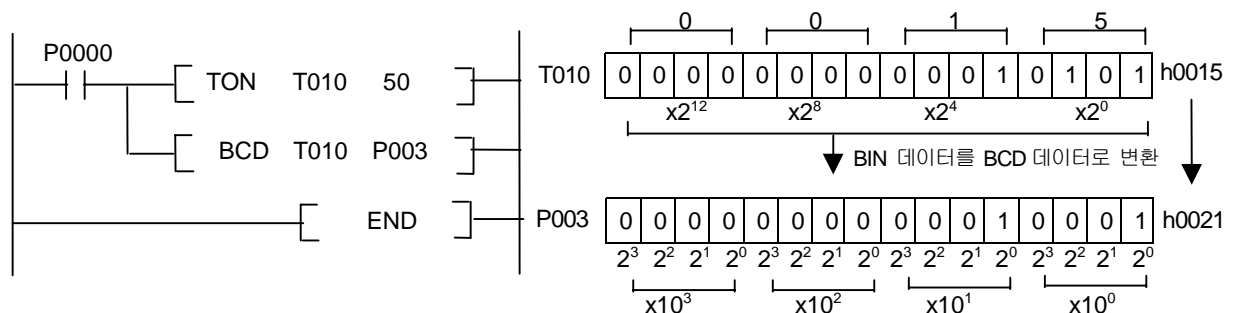 P0000
TON T010 50
BCD T010 P003
END
0 0 1 5
T010 0 0 0 0 0 0 0 0 0 0 0 1 0 1 0 1 h0015
x2¹² x2⁸ x2⁴ x2⁰
BIN 데이터를 BCD 데이터로 변환
P003 0 0 0 0 0 0 0 0 0 0 0 1 0 0 0 1 h0021
2³ 2² 2¹ 2⁰ 2³ 2² 2¹ 2⁰ 2³ 2² 2¹ 2⁰ 2³ 2² 2¹ 2⁰
x10³ x10² x10¹ x10⁰